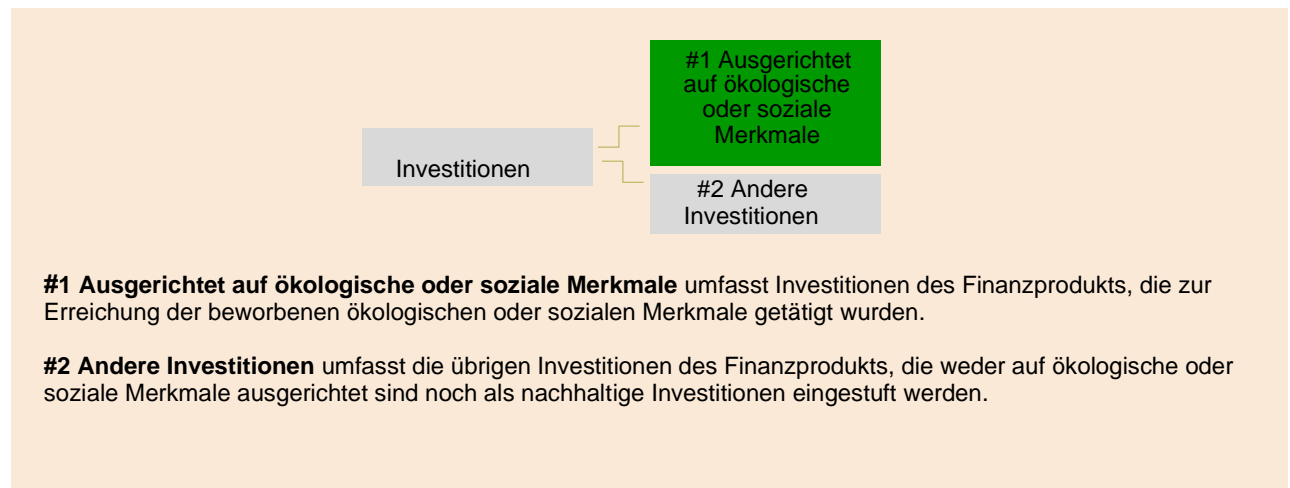 #1 Ausgerichtet
auf ökologische
oder soziale
Merkmale
Investitionen
#2 Andere
Investitionen
#1 Ausgerichtet auf ökologische oder soziale Merkmale umfasst Investitionen des Finanzprodukts, die zur
Erreichung der beworbenen ökologischen oder sozialen Merkmale getätigt wurden.
#2 Andere Investitionen umfasst die übrigen Investitionen des Finanzprodukts, die weder auf ökologische oder
soziale Merkmale ausgerichtet sind noch als nachhaltige Investitionen eingestuft werden.